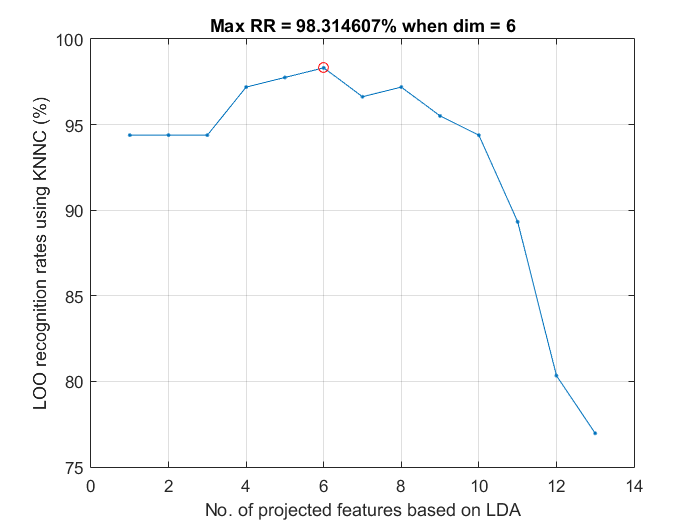 Max RR = 98.314607% when dim = 6
100
95
90
85
80
75
LOO recognition rates using KNNC (%)
0 2 4 6 8 10 12 14
No. of projected features based on LDA